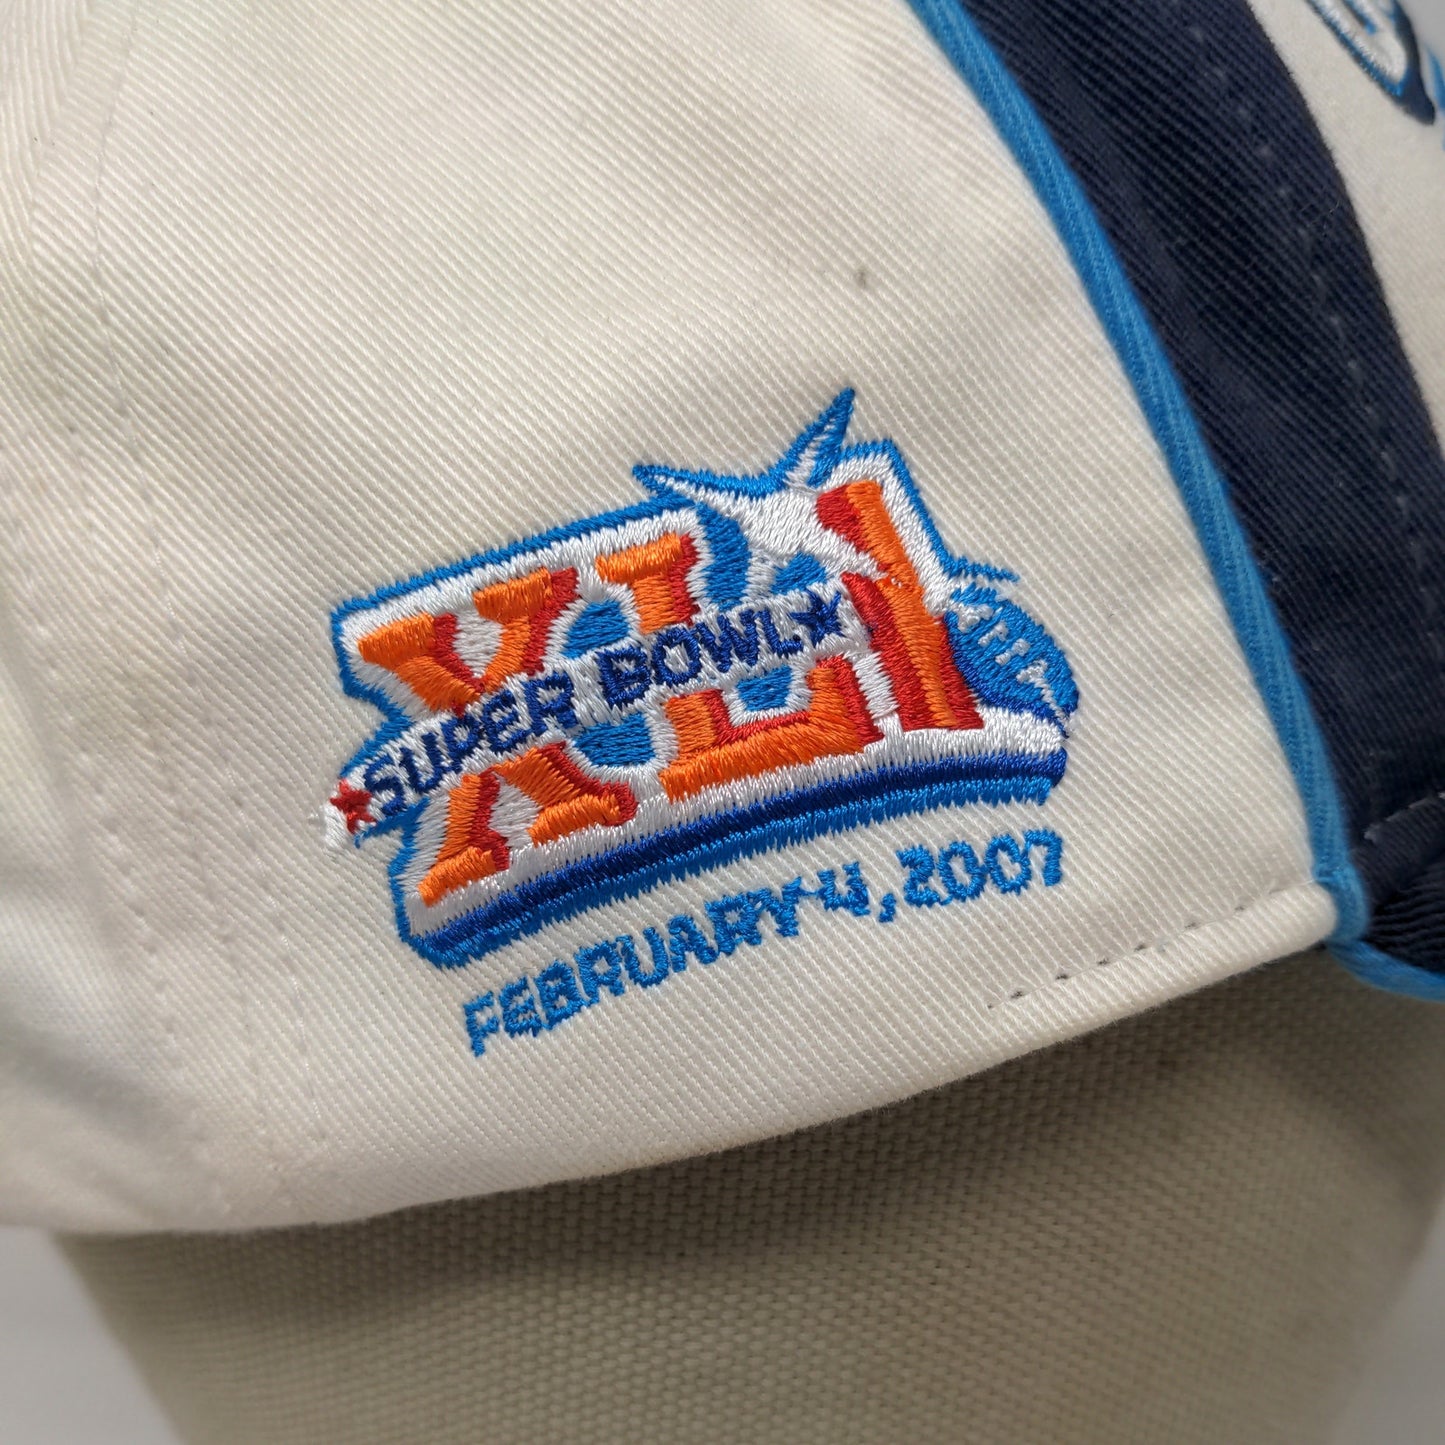 XLI
★SUPER BOWL★
FEBRUARY 4, 2007